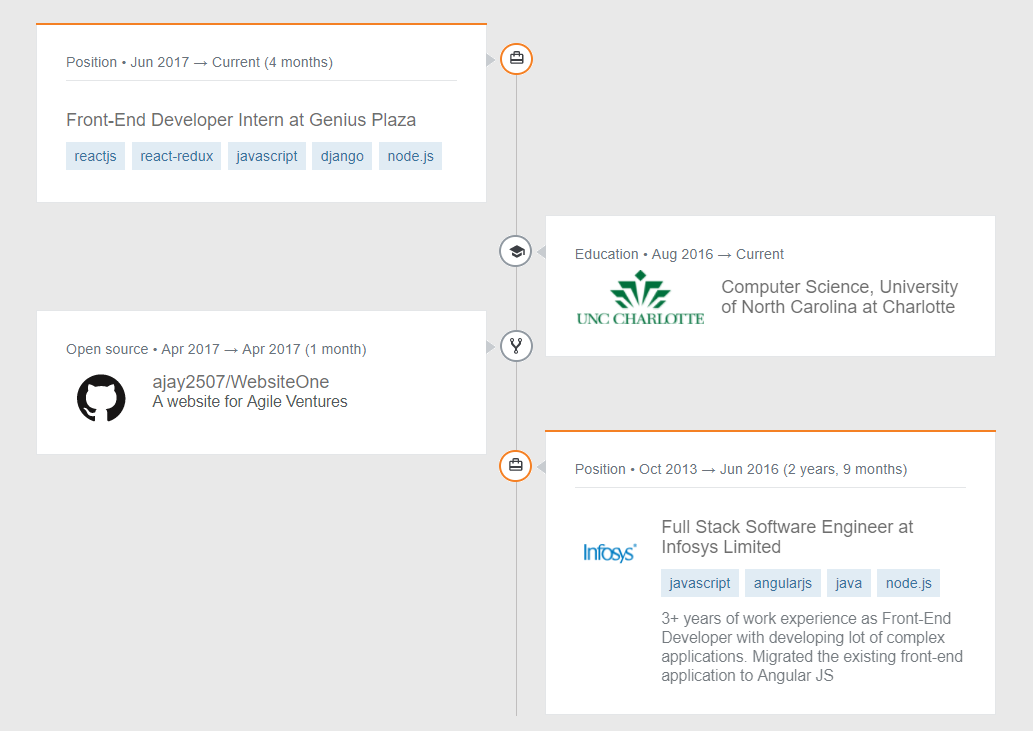 Position • Jun 2017 → Current (4 months)
Front-End Developer Intern at Genius Plaza
reactjs react-redux javascript django node.js
Education • Aug 2016 → Current
UNC CHARLOTTE
Computer Science, University
of North Carolina at Charlotte
Open source • Apr 2017 → Apr 2017 (1 month)
ajay2507/WebsiteOne
A website for Agile Ventures
Position • Oct 2013 → Jun 2016 (2 years, 9 months)
Infosys
Full Stack Software Engineer at
Infosys Limited
javascript angularjs java node.js
3+ years of work experience as Front-End
Developer with developing lot of complex
applications. Migrated the existing front-end
application to Angular JS